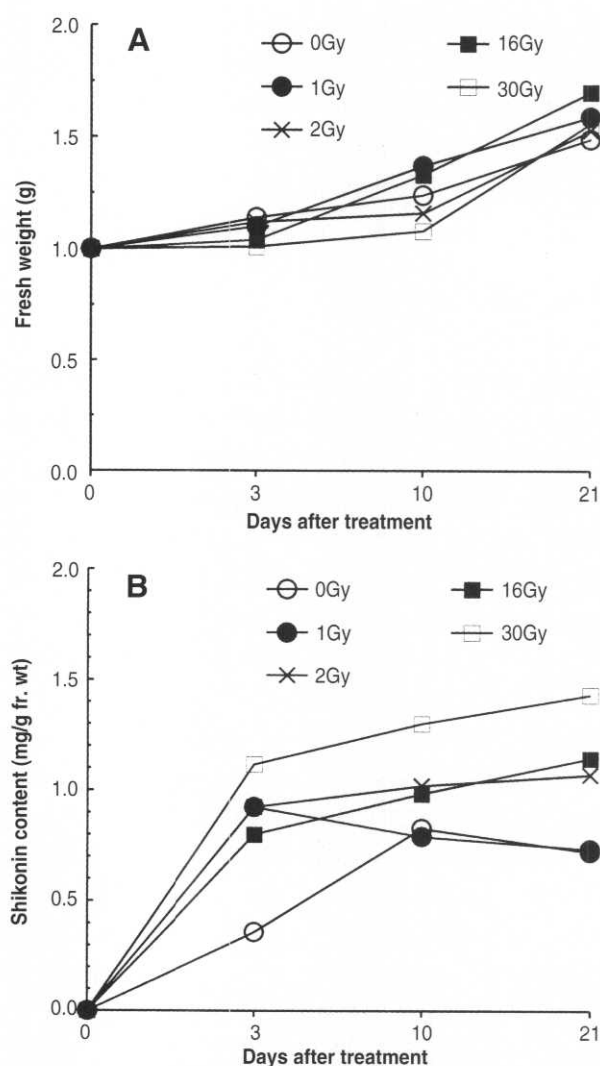 A
0Gy
16Gy
1Gy
30Gy
2Gy
Fresh weight (g)
2.0
1.5
1.0
0.5
0.0
0
3
10
21
Days after treatment
B
0Gy
16Gy
1Gy
30Gy
2Gy
Shikonin content (mg/g fr. wt)
2.0
1.5
1.0
0.5
0.0
0
3
10
21
Days after treatment